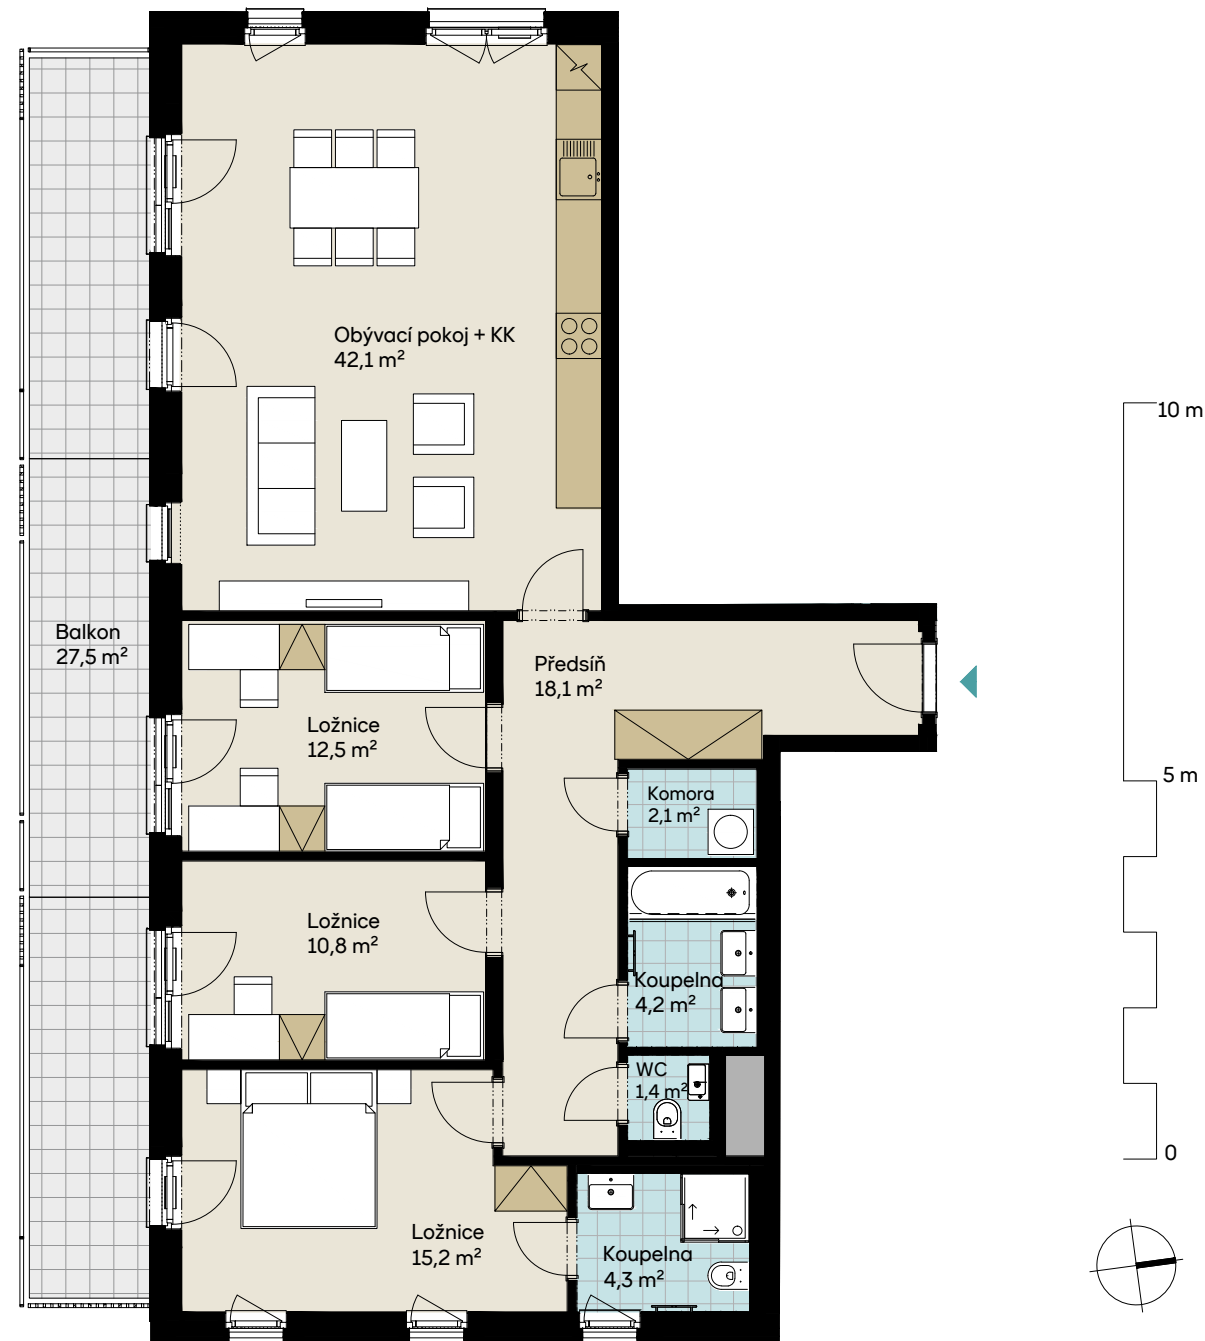 Obývací pokoj + KK
42,1 m²
10 m
Balkon
27,5 m²
Předsíň
18,1 m²
Ložnice
12,5 m²
Komora
2,1 m²
5 m
Ložnice
10,8 m²
Koupelna
4,2 m²
WC
1,4 m²
0
Ložnice
15,2 m²
Koupelna
4,3 m²